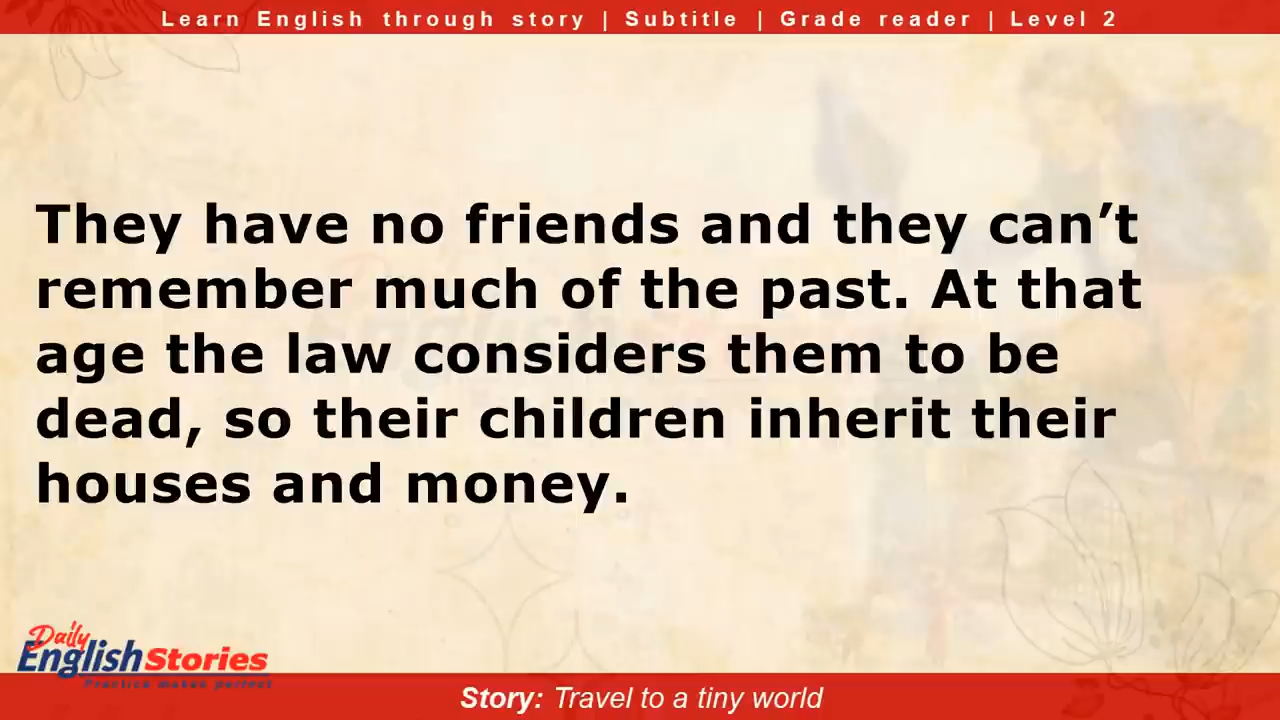 Learn English through story | Subtitle | Grade reader | Level 2
They have no friends and they can’t
remember much of the past. At that
age the law considers them to be
dead, so their children inherit their
houses and money.
Daily
English Stories
Practice makes perfect
Story: Travel to a tiny world